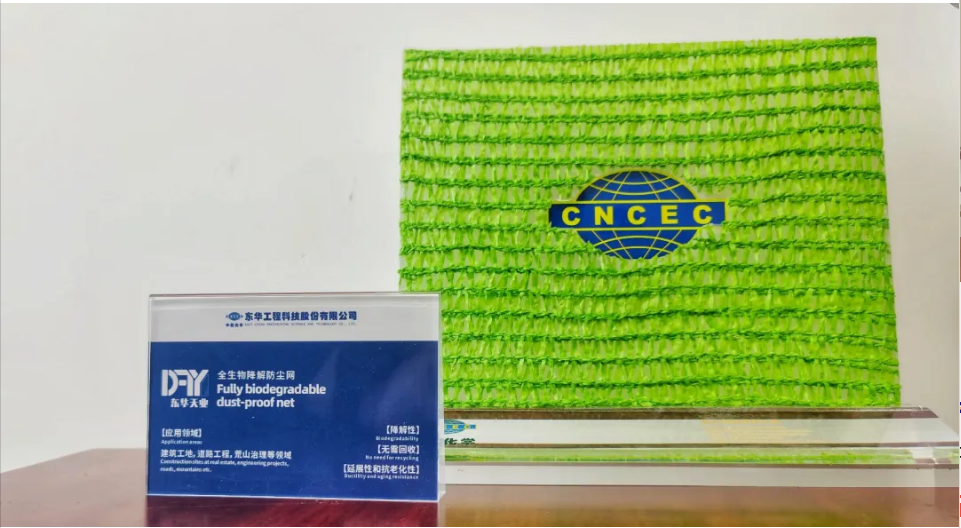 CNCEC
东华工程科技股份有限公司
DTY
东华天业
全生物降解防尘网
Fully biodegradable
dust-proof net
【应用领域】
Application areas
建筑工地,道路工程,荒山治理等领域
Construction sites at real estate, engineering projects,
roads, mountains etc.
【降解性】
Biodegradability
【无需回收】
No need for recycling
【延展性和抗老化性】
Ductility and aging resistance